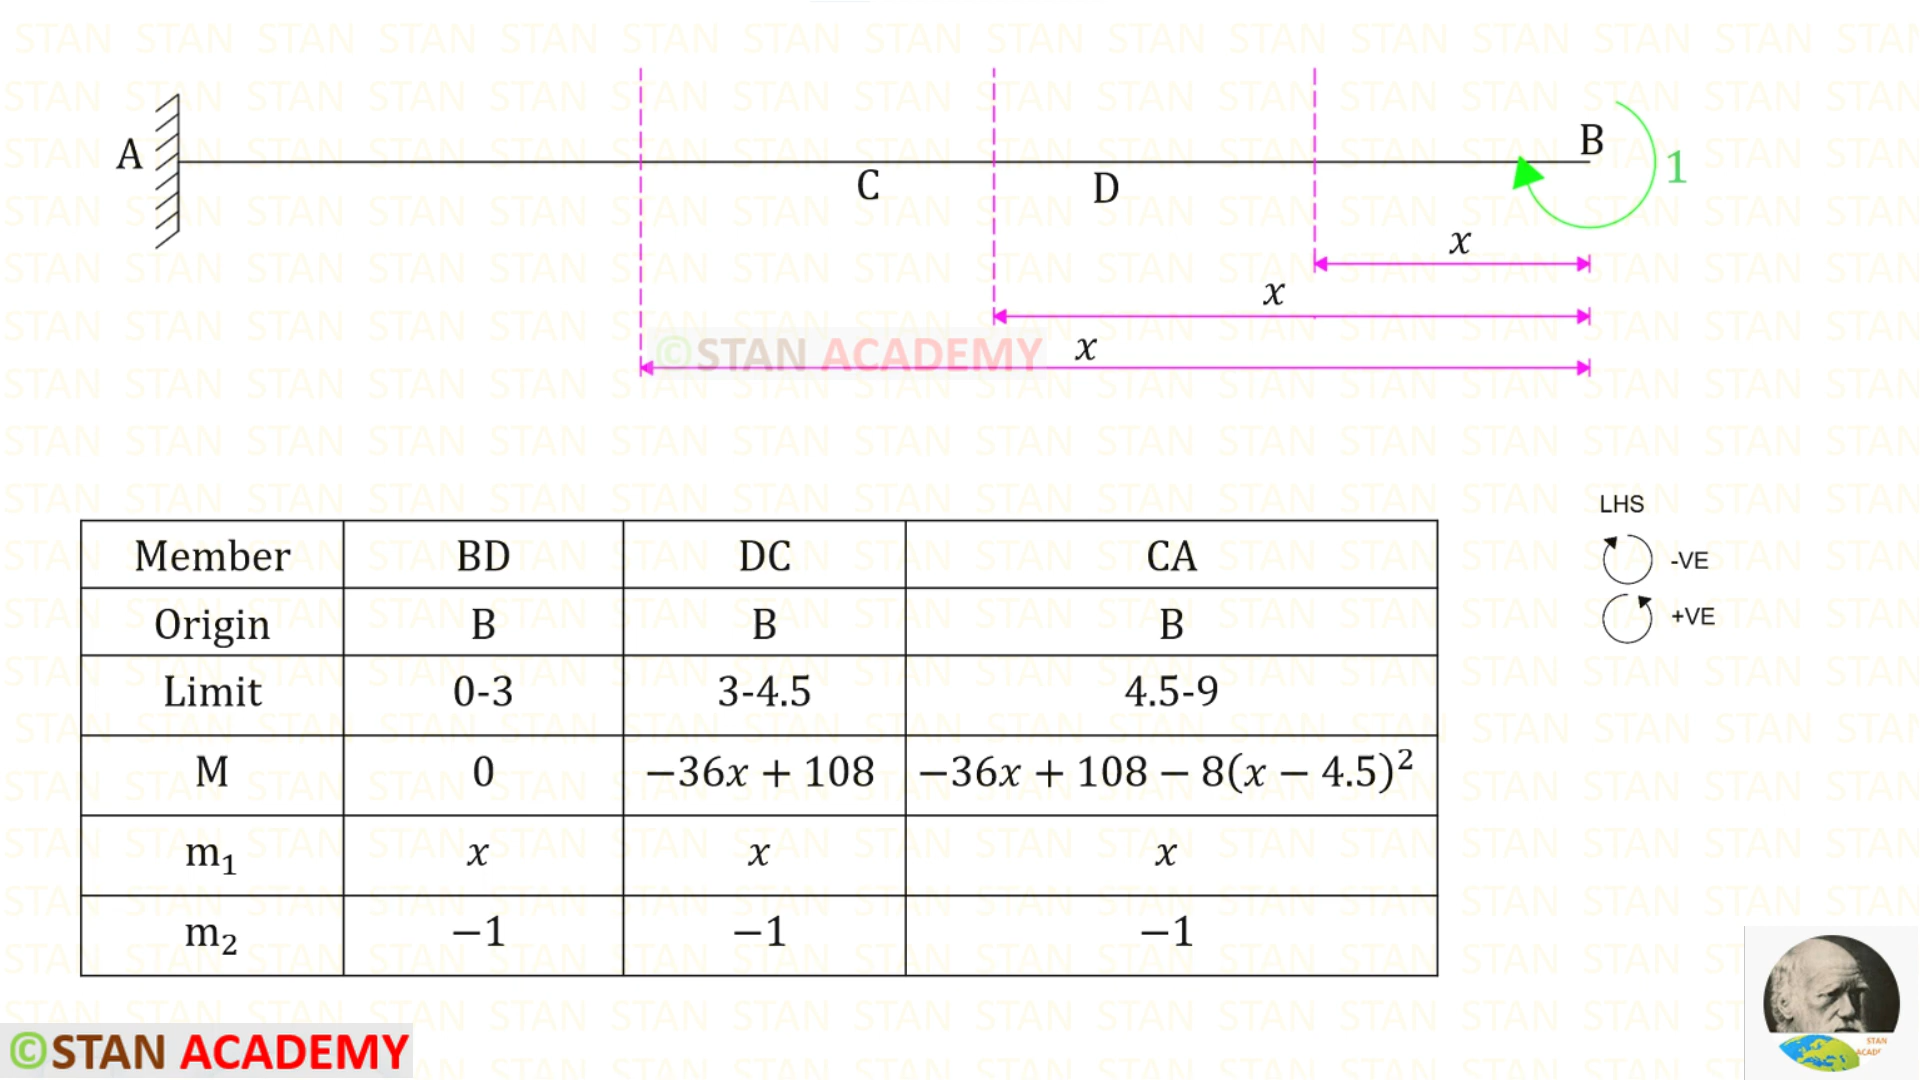 A
B
1
C
D
x
x
x
©STAN ACADEMY
LHS
-VE
+VE
Member BD DC CA
Origin B B B
Limit 0-3 3-4.5 4.5-9
M 0 −36x + 108 −36x + 108 − 8(x − 4.5)²
m₁ x x x
m₂ −1 −1 −1
©STAN ACADEMY